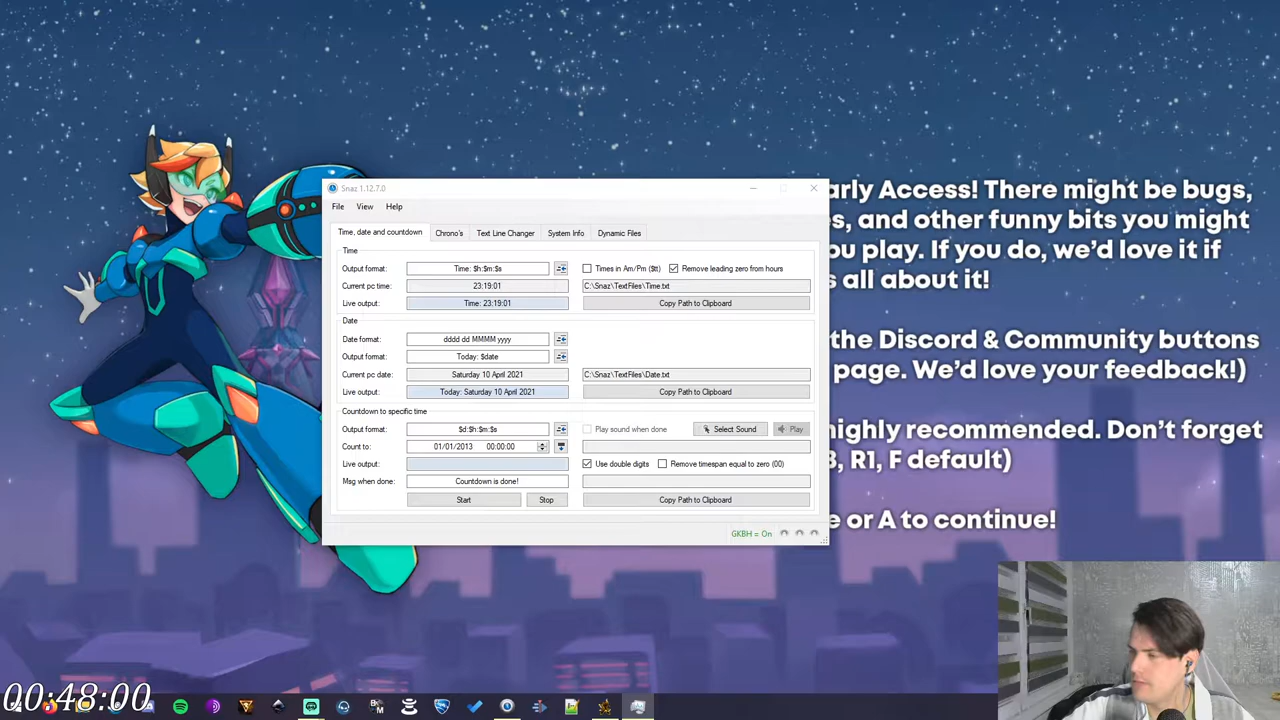 Snaz 1.12.7.0
File View Help
Time, date and countdown Chrono's Text Line Changer System Info Dynamic Files
Time
Output format: Time: $h:$m:$s Times in Am/Pm ($tt) Remove leading zero from hours
Current pc time: 23:19:01 C:\Snaz\TextFiles\Time.txt
Live output: Time: 23:19:01 Copy Path to Clipboard
Date
Date format: dddd dd MMMM yyyy
Output format: Today: $date
Current pc date: Saturday 10 April 2021 C:\Snaz\TextFiles\Date.txt
Live output: Today: Saturday 10 April 2021 Copy Path to Clipboard
Countdown to specific time
Output format: $d:$h:$m:$s Play sound when done Select Sound Play
Count to: 01/01/2013 00:00:00
Live output: Use double digits Remove timespan equal to zero (00)
Msg when done: Countdown is done!
Start Stop Copy Path to Clipboard
GKBH = On
arly Access! There might be bugs,
s, and other funny bits you might
ou play. If you do, we'd love it if
s all about it!
the Discord & Community buttons
page. We'd love your feedback!)
highly recommended. Don't forget
, R1, F default)
e or A to continue!
00:48:00